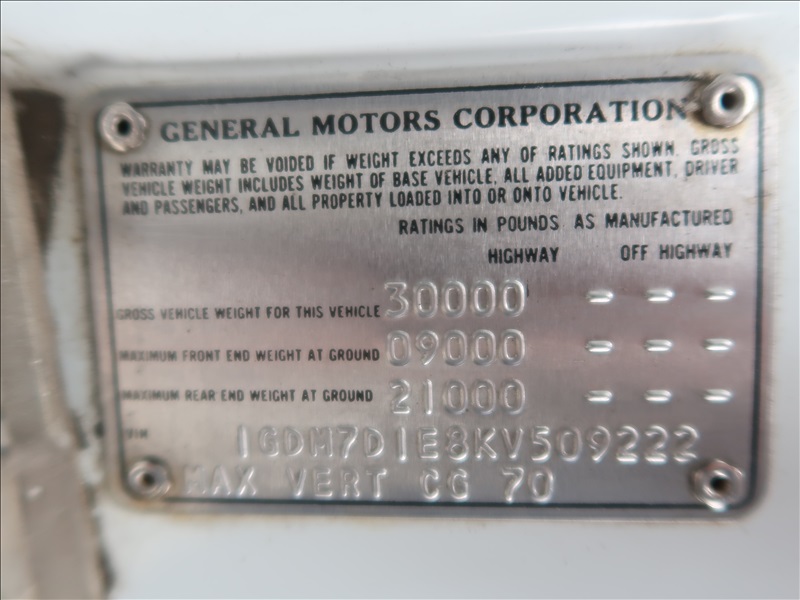 GENERAL MOTORS CORPORATION
WARRANTY MAY BE VOIDED IF WEIGHT EXCEEDS ANY OF RATINGS SHOWN. GROSS
VEHICLE WEIGHT INCLUDES WEIGHT OF BASE VEHICLE, ALL ADDED EQUIPMENT, DRIVER
AND PASSENGERS, AND ALL PROPERTY LOADED INTO OR ONTO VEHICLE.
RATINGS IN POUNDS AS MANUFACTURED
HIGHWAY OFF HIGHWAY
GROSS VEHICLE WEIGHT FOR THIS VEHICLE 30000 - - -
MAXIMUM FRONT END WEIGHT AT GROUND 09000 - - -
MAXIMUM REAR END WEIGHT AT GROUND 21000 - - -
VIN 1GDM7D1E8KV509222
MAX VERT CG 70